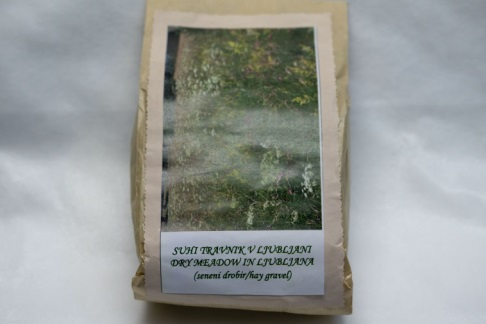 SUHI TRAVNIK V LJUBLJANI
DRY MEADOW IN LJUBLJANA
(seneni drobir/hay gravel)